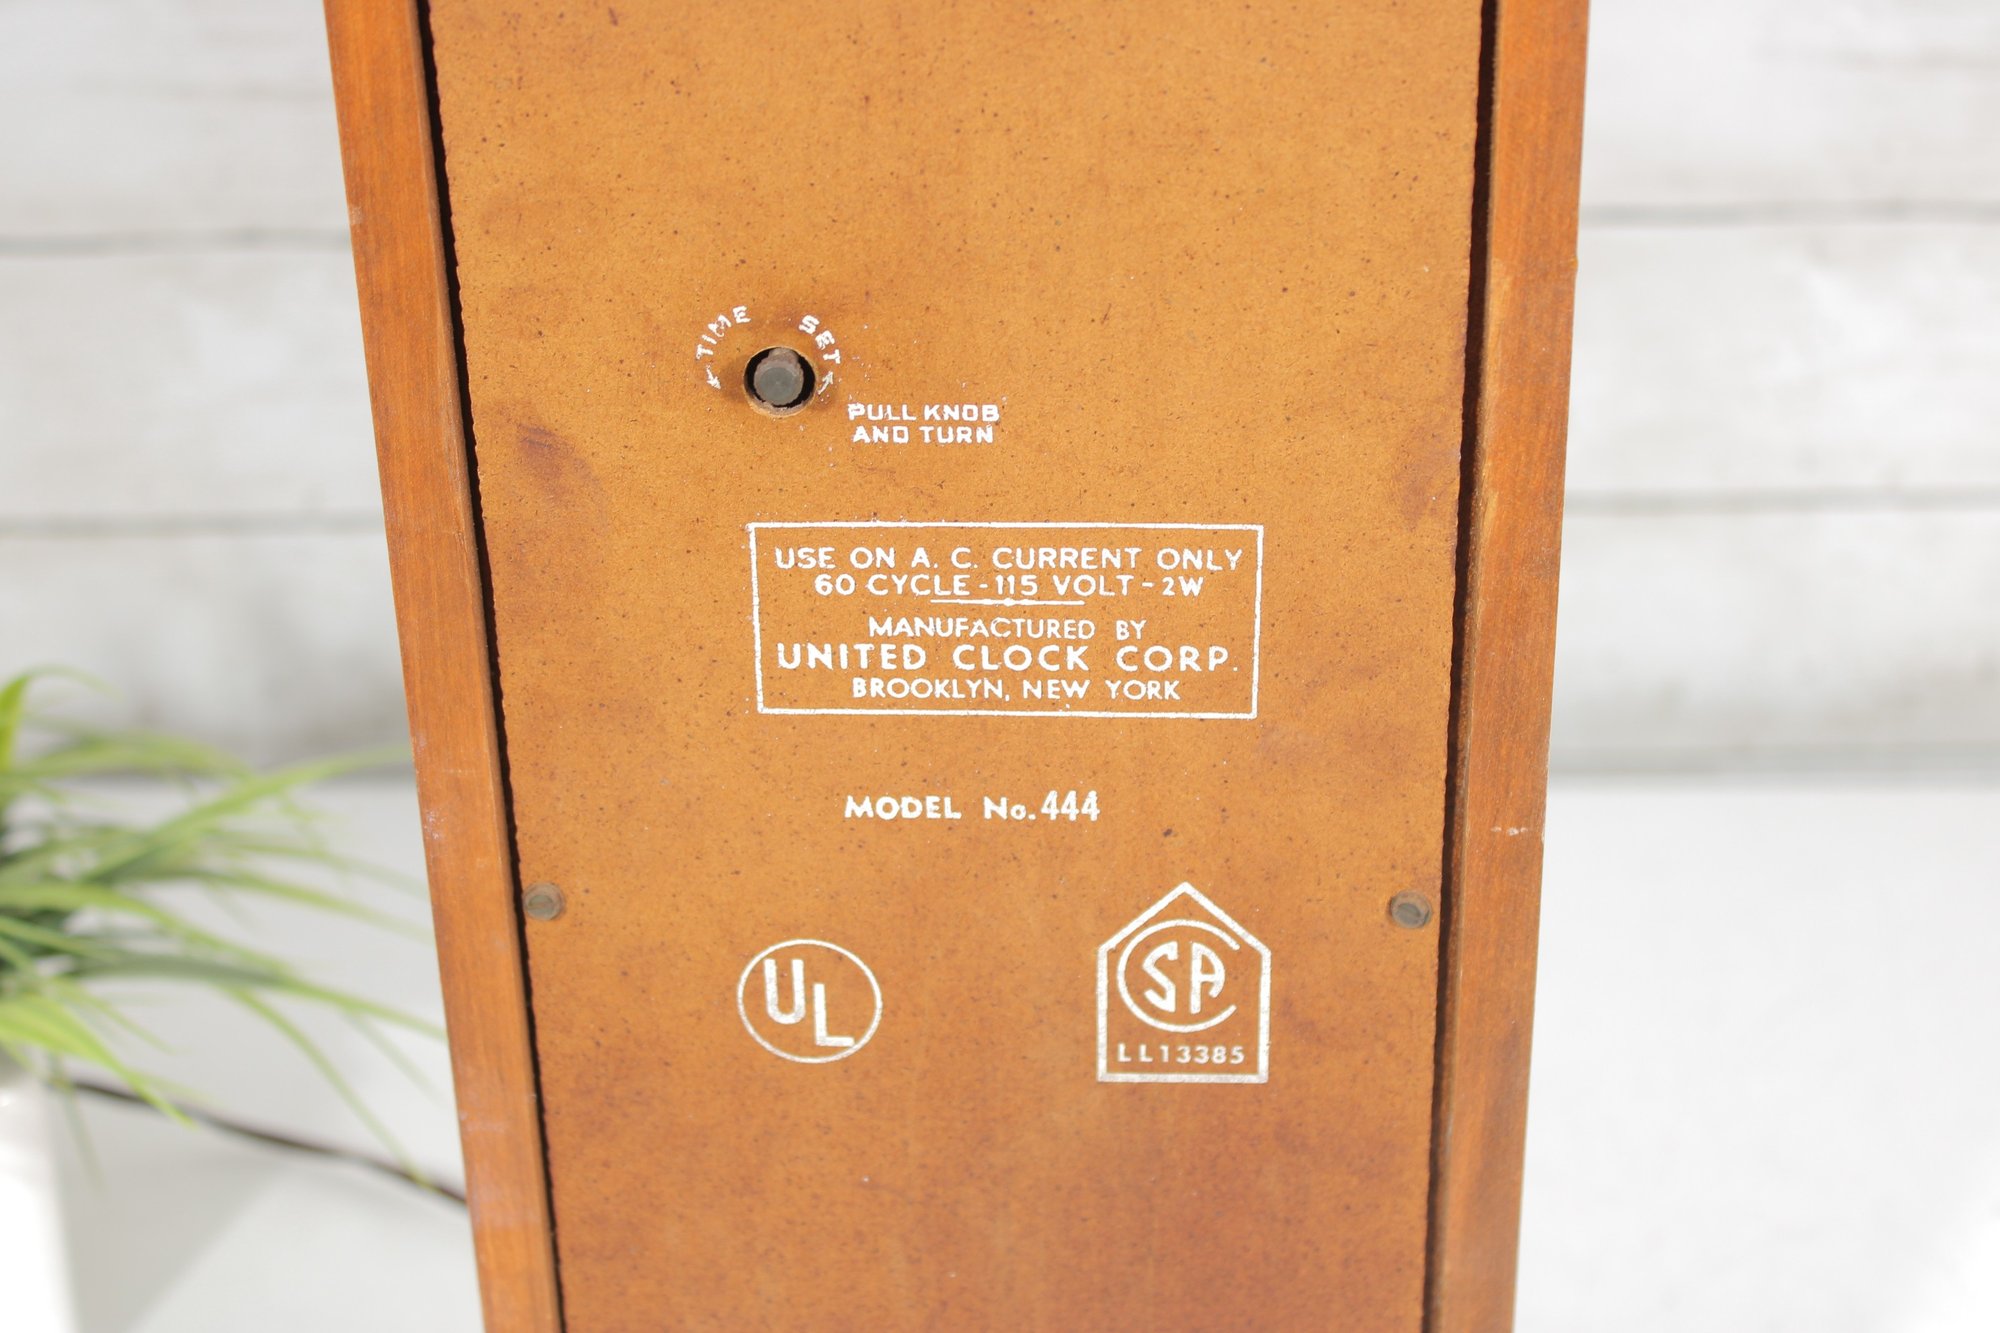 TIME SET
PULL KNOB
AND TURN
USE ON A. C. CURRENT ONLY
60 CYCLE - 115 VOLT - 2W
MANUFACTURED BY
UNITED CLOCK CORP.
BROOKLYN, NEW YORK
MODEL No. 444
UL
CSA
LL13385